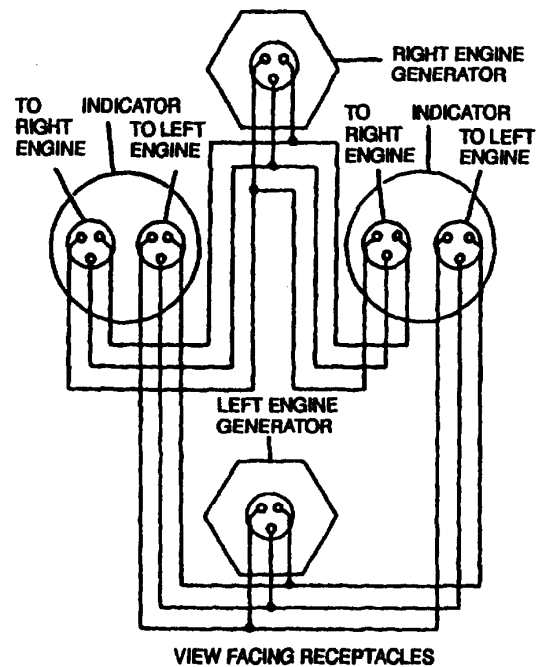 RIGHT ENGINE
GENERATOR
TO
RIGHT
ENGINE
INDICATOR
TO LEFT
ENGINE
TO
RIGHT
ENGINE
INDICATOR
TO LEFT
ENGINE
LEFT ENGINE
GENERATOR
VIEW FACING RECEPTACLES